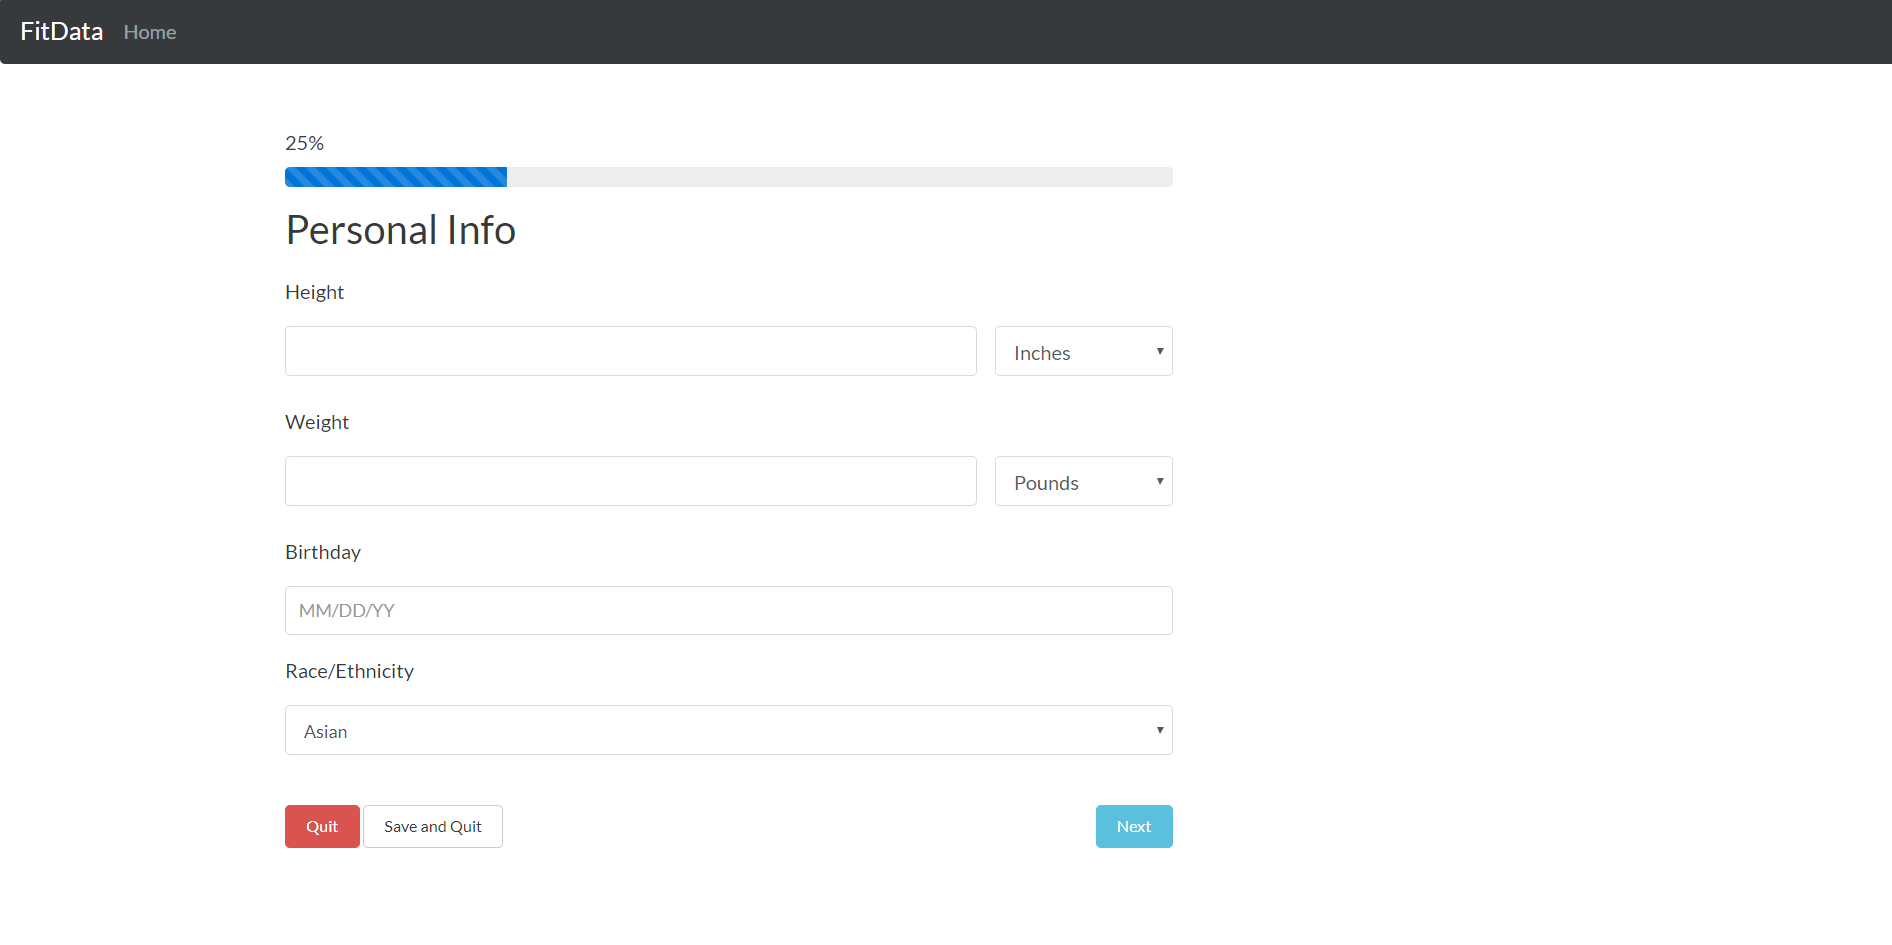 FitData Home
25%
Personal Info
Height
Inches
Weight
Pounds
Birthday
MM/DD/YY
Race/Ethnicity
Asian
Quit Save and Quit Next